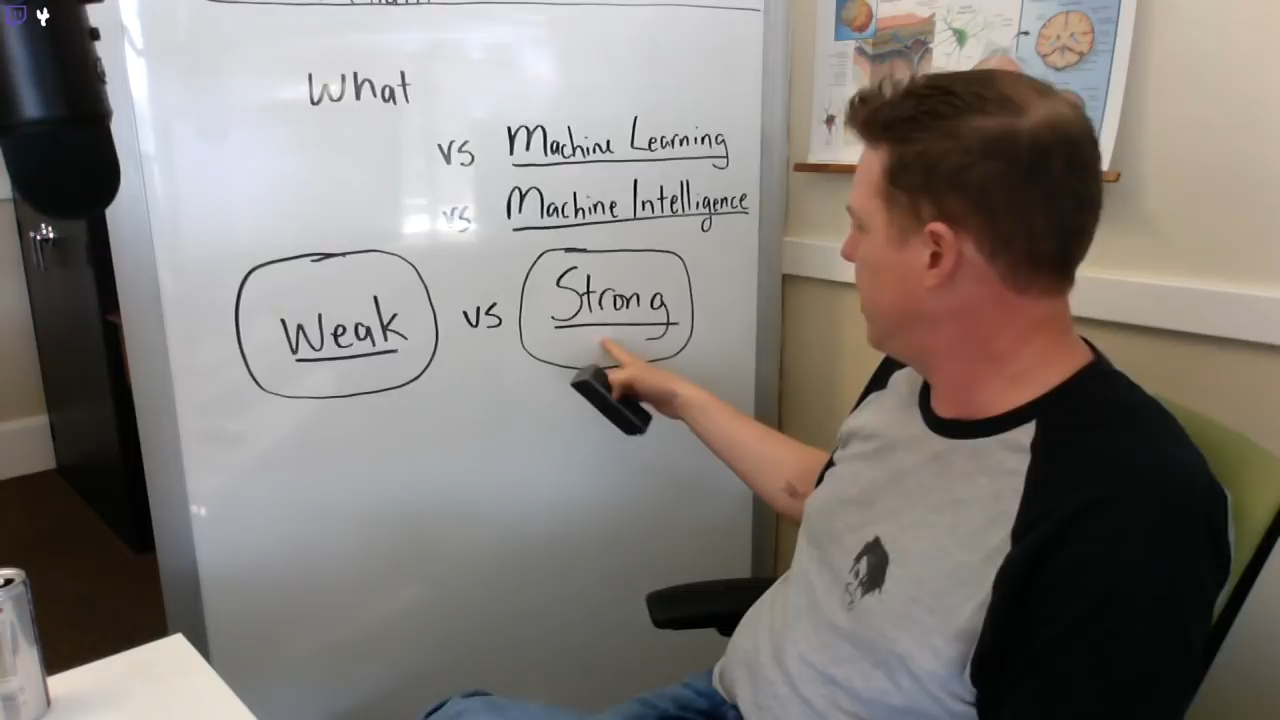 What
vs Machine Learning
vs Machine Intelligence
Weak vs Strong